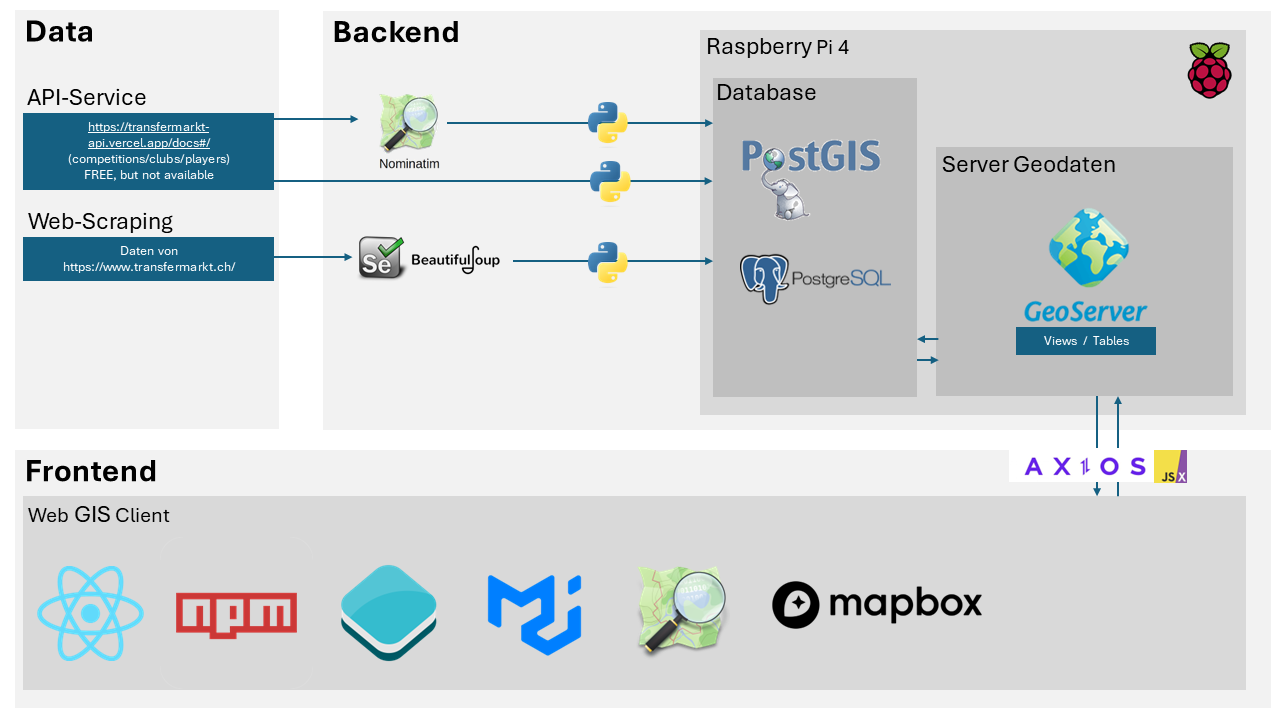 Data
API-Service
https://transfermarkt-
api.vercel.app/docs#/
(competitions/clubs/players)
FREE, but not available
Web-Scraping
Daten von
https://www.transfermarkt.ch/
Backend
Nominatim
Se
BeautifulSoup
Raspberry Pi 4
Database
PostGIS
PostgreSQL
Server Geodaten
GeoServer
Views / Tables
AXIOS
JSX
Frontend
Web GIS Client
npm
mapbox